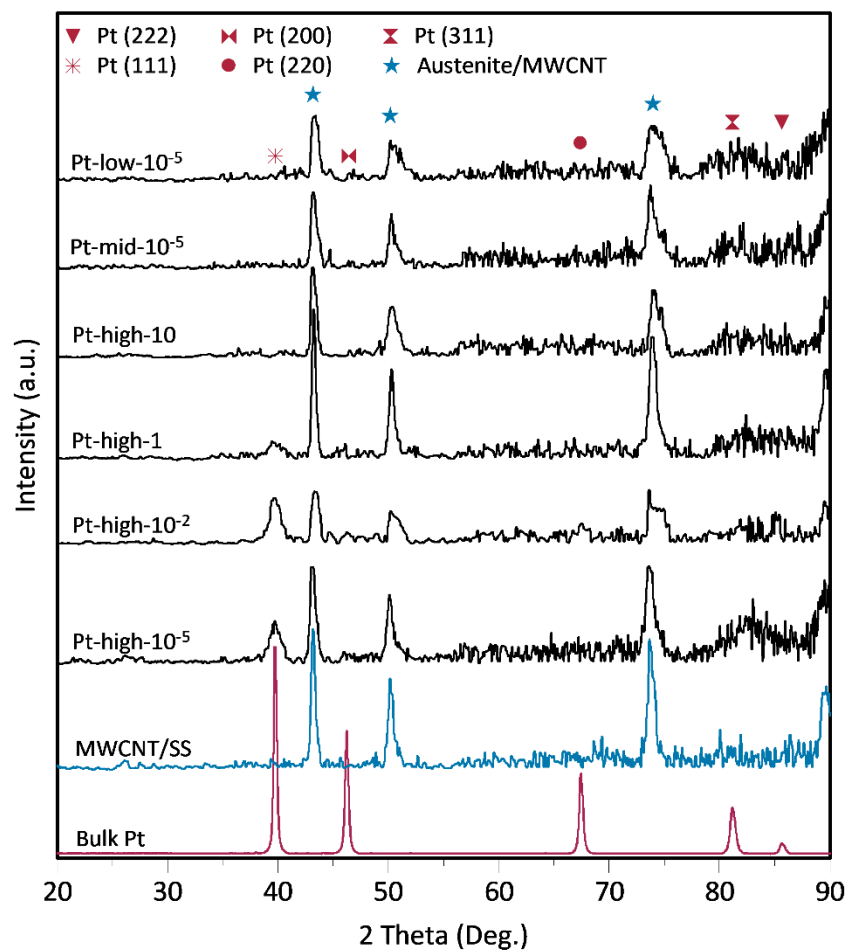 Pt (222) Pt (200) Pt (311)
Pt (111) Pt (220) Austenite/MWCNT
Pt-low-10⁻⁵
Pt-mid-10⁻⁵
Pt-high-10
Pt-high-1
Pt-high-10⁻²
Pt-high-10⁻⁵
MWCNT/SS
Bulk Pt
Intensity (a.u.)
20 30 40 50 60 70 80 90
2 Theta (Deg.)